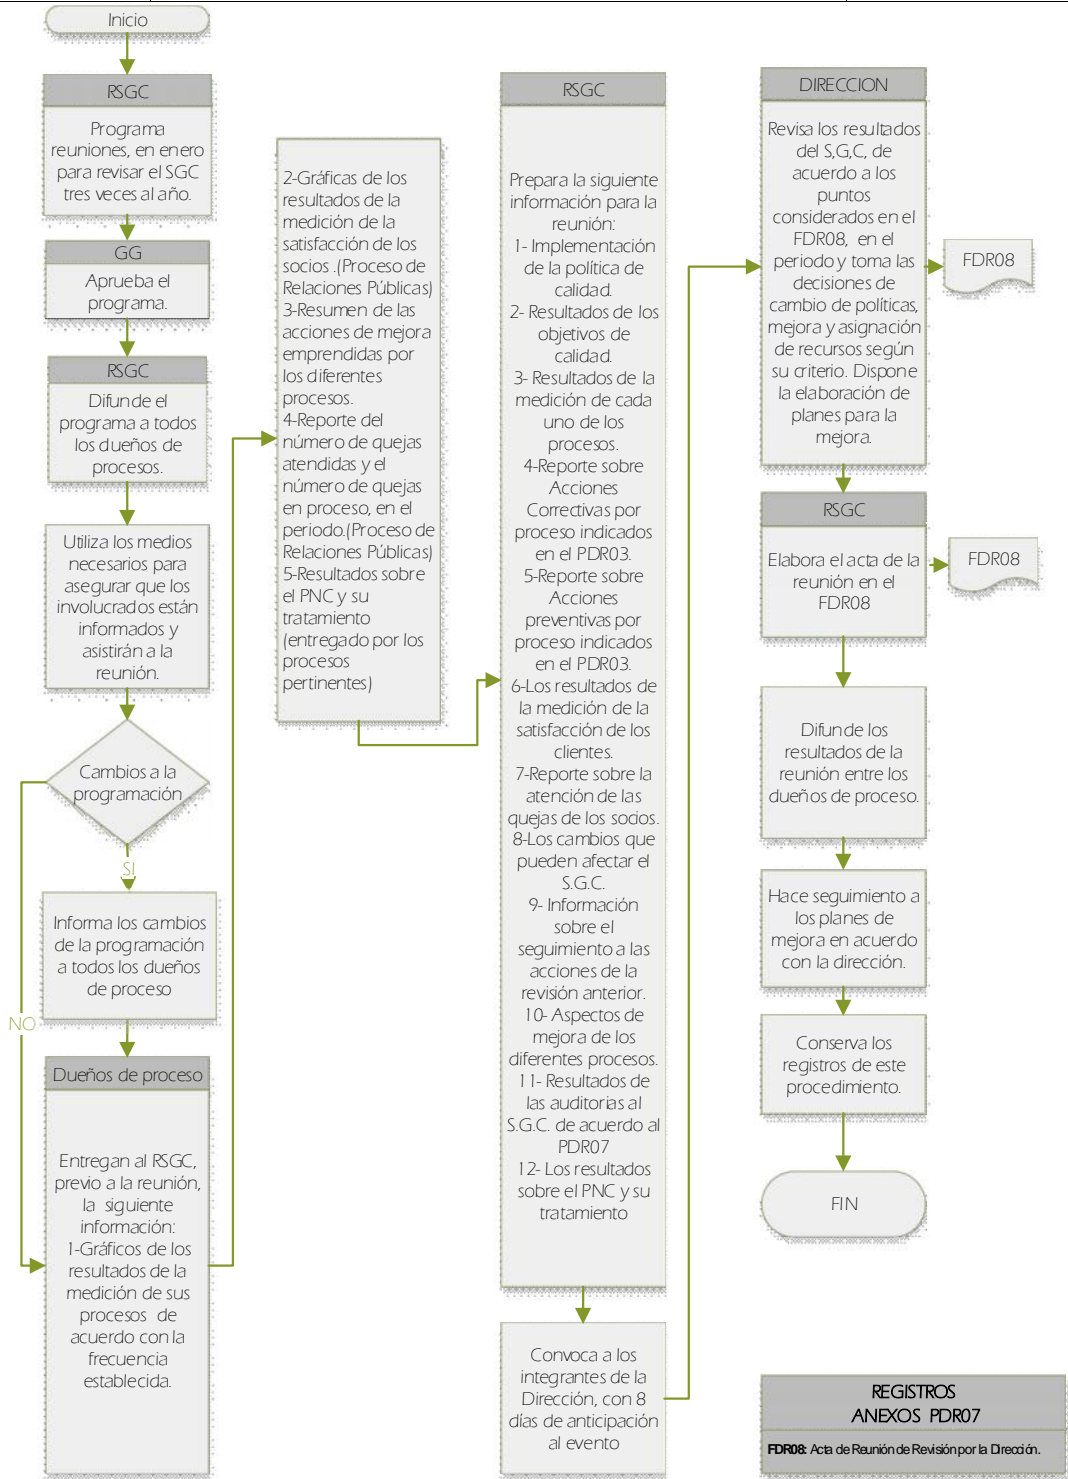 Inicio
RSGC
Programa
reuniones, en enero
para revisar el SGC
tres veces al año.
GG
Aprueba el
programa.
RSGC
Difunde el
programa a todos
los dueños de
procesos.
Utiliza los medios
necesarios para
asegurar que los
involucrados están
informados y
asistirán a la
reunión.
Cambios a la
programación
SI
Informa los cambios
de la programación
a todos los dueños
de proceso
NO
Dueños de proceso
Entregan al RSGC,
previo a la reunión,
la siguiente
información:
1-Gráficos de los
resultados de la
medición de sus
procesos de
acuerdo con la
frecuencia
establecida.
2-Gráficas de los
resultados de la
medición de la
satisfacción de los
socios .(Proceso de
Relaciones Públicas)
3-Resumen de las
acciones de mejora
emprendidas por
los diferentes
procesos.
4-Reporte del
número de quejas
atendidas y el
número de quejas
en proceso, en el
periodo.(Proceso de
Relaciones Públicas)
5-Resultados sobre
el PNC y su
tratamiento
(entregado por los
procesos
pertinentes)
RSGC
Prepara la siguiente
información para la
reunión:
1- Implementación
de la política de
calidad.
2- Resultados de los
objetivos de
calidad.
3- Resultados de la
medición de cada
uno de los
procesos.
4-Reporte sobre
Acciones
Correctivas por
proceso indicados
en el PDR03.
5-Reporte sobre
Acciones
preventivas por
proceso indicados
en el PDR03.
6-Los resultados de
la medición de la
satisfacción de los
clientes.
7-Reporte sobre la
atención de las
quejas de los socios.
8-Los cambios que
pueden afectar el
S.G.C.
9- Información
sobre el
seguimiento a las
acciones de la
revisión anterior.
10- Aspectos de
mejora de los
diferentes procesos.
11- Resultados de
las auditorias al
S.G.C. de acuerdo al
PDR07
12- Los resultados
sobre el PNC y su
tratamiento
Convoca a los
integrantes de la
Dirección, con 8
días de anticipación
al evento
DIRECCION
Revisa los resultados
del S,G,C, de
acuerdo a los
puntos
considerados en el
FDR08, en el
periodo y toma las
decisiones de
cambio de políticas,
mejora y asignación
de recursos según
su criterio. Dispone
la elaboración de
planes para la
mejora.
FDR08
RSGC
Elabora el acta de la
reunión en el
FDR08
FDR08
Difunde los
resultados de la
reunión entre los
dueños de proceso.
Hace seguimiento a
los planes de
mejora en acuerdo
con la dirección.
Conserva los
registros de este
procedimiento.
FIN
REGISTROS
ANEXOS PDR07
FDR08: Acta de Reunión de Revisión por la Dirección.